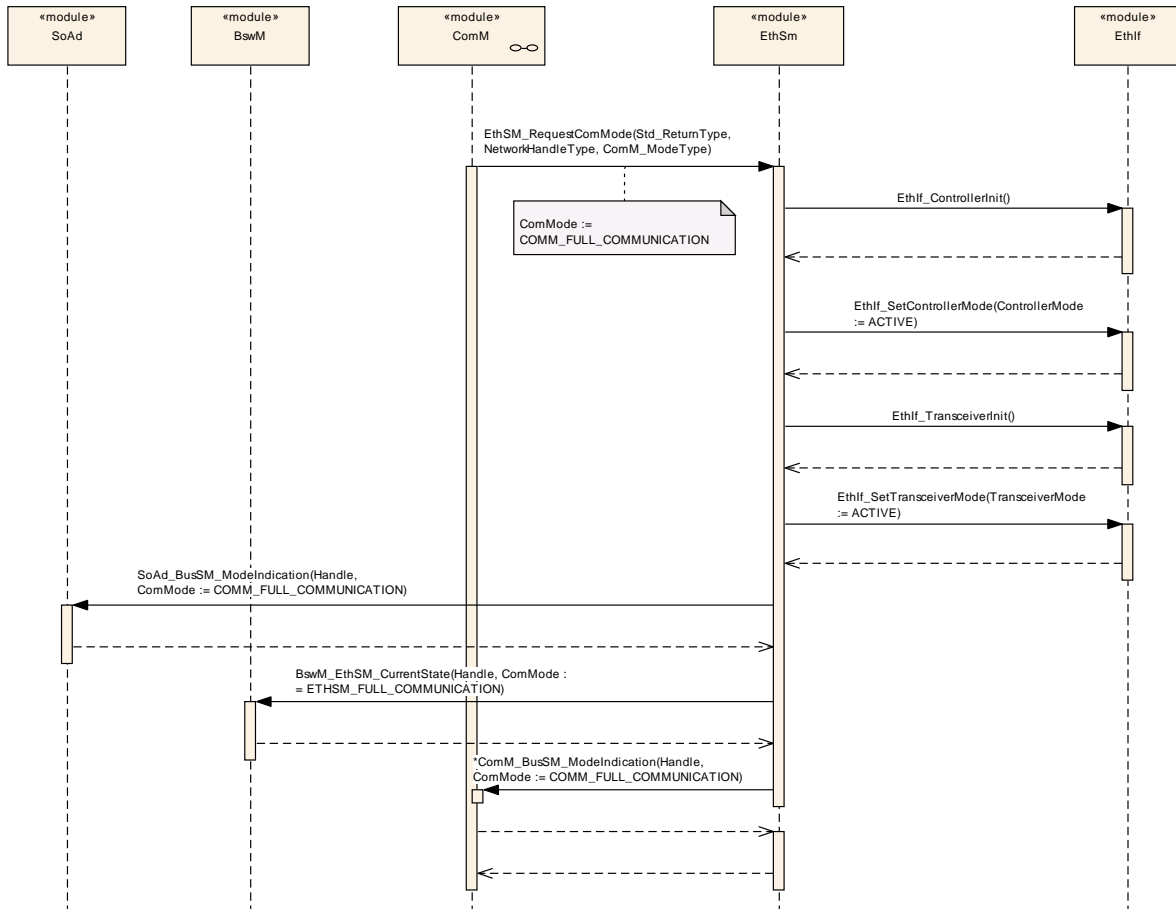 «module»
SoAd
«module»
BswM
«module»
ComM
«module»
EthSm
«module»
EthIf
EthSM_RequestComMode(Std_ReturnType,
NetworkHandleType, ComM_ModeType)
ComMode :=
COMM_FULL_COMMUNICATION
EthIf_ControllerInit()
EthIf_SetControllerMode(ControllerMode
:= ACTIVE)
EthIf_TransceiverInit()
EthIf_SetTransceiverMode(TransceiverMode
:= ACTIVE)
SoAd_BusSM_ModeIndication(Handle,
ComMode := COMM_FULL_COMMUNICATION)
BswM_EthSM_CurrentState(Handle, ComMode :
= ETHSM_FULL_COMMUNICATION)
*ComM_BusSM_ModeIndication(Handle,
ComMode := COMM_FULL_COMMUNICATION)